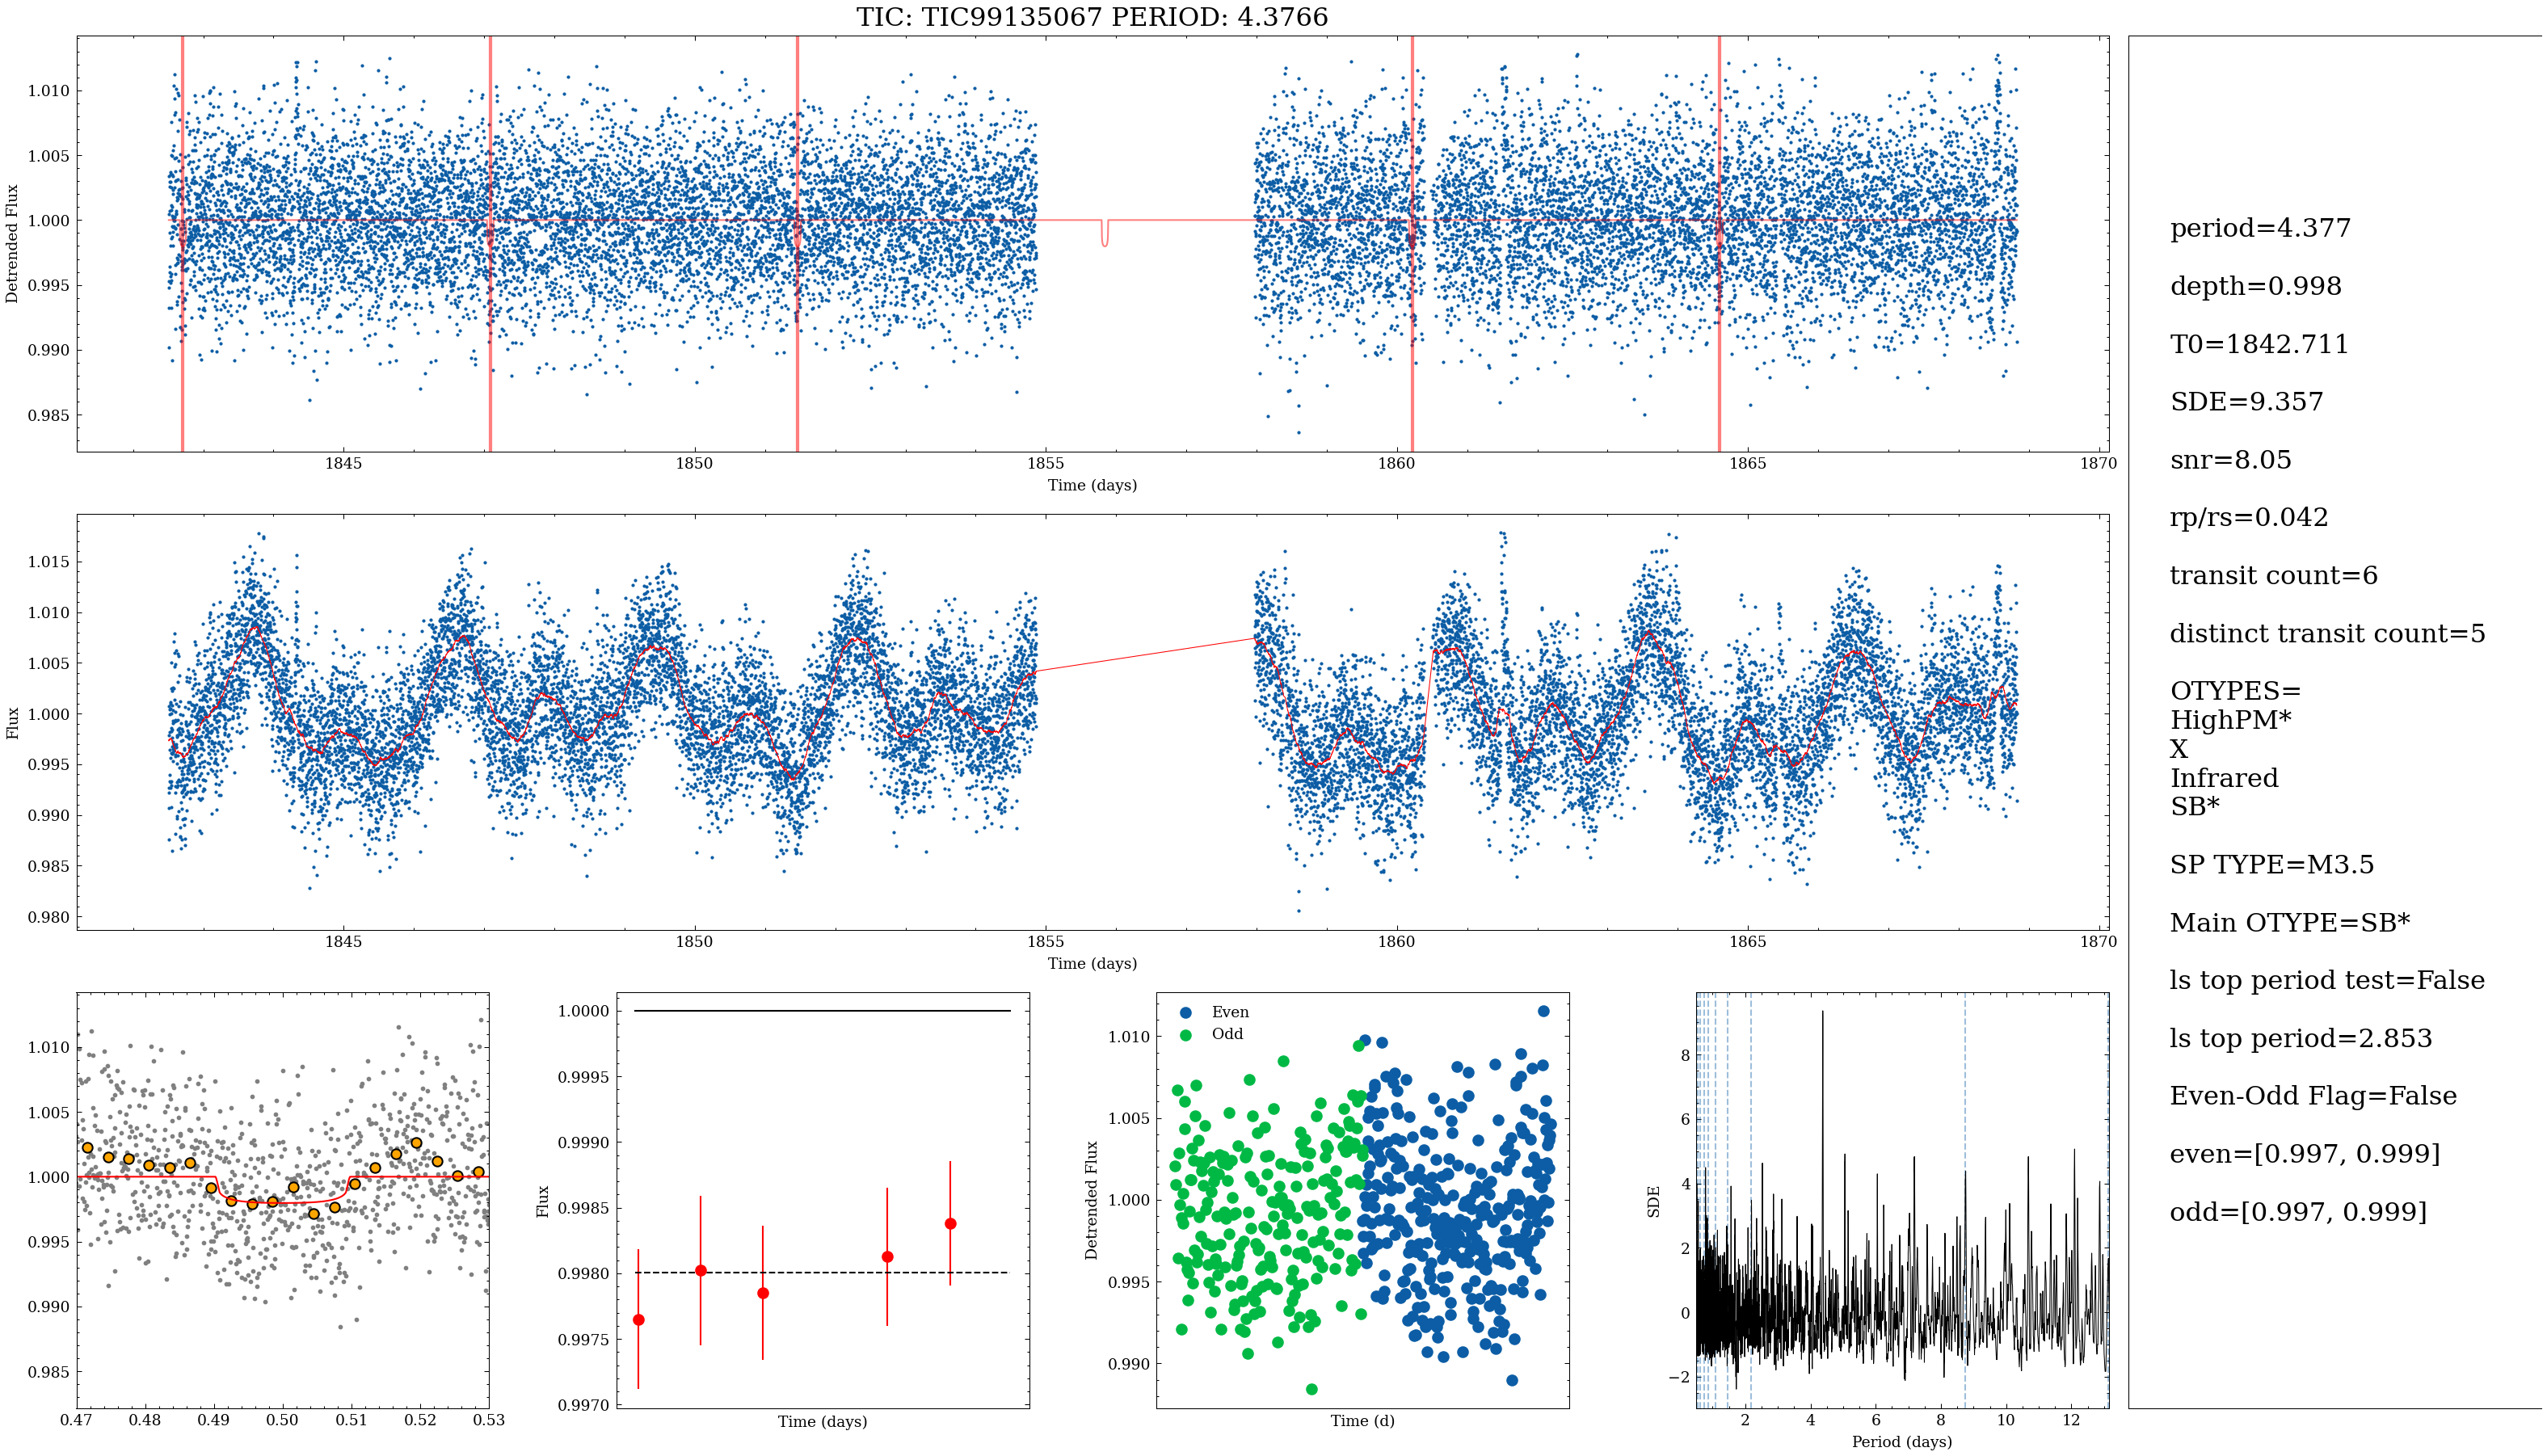 TIC: TIC99135067 PERIOD: 4.3766
1.010
1.005
1.000
0.995
0.990
0.985
Detrended Flux
1845
1850
1855
1860
1865
1870
Time (days)
1.015
1.010
1.005
1.000
0.995
0.990
0.985
0.980
Flux
1845
1850
1855
1860
1865
1870
Time (days)
1.010
1.005
1.000
0.995
0.990
0.985
0.47
0.48
0.49
0.50
0.51
0.52
0.53
1.0000
0.9995
0.9990
0.9985
0.9980
0.9975
0.9970
Flux
Time (days)
Even
Odd
1.010
1.005
1.000
0.995
0.990
Detrended Flux
Time (d)
8
6
4
2
0
−2
SDE
2
4
6
8
10
12
Period (days)
period=4.377
depth=0.998
T0=1842.711
SDE=9.357
snr=8.05
rp/rs=0.042
transit count=6
distinct transit count=5
OTYPES=
HighPM*
X
Infrared
SB*
SP TYPE=M3.5
Main OTYPE=SB*
ls top period test=False
ls top period=2.853
Even-Odd Flag=False
even=[0.997, 0.999]
odd=[0.997, 0.999]